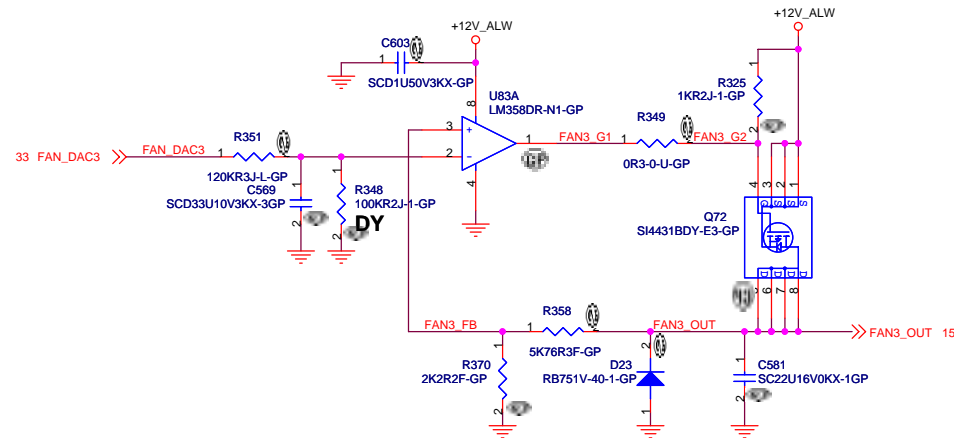 +12V_ALW
+12V_ALW
C603
1
2
SCD1U50V3KX-GP
U83A
LM358DR-N1-GP
8
3
+
2
-
1
4
R325
1KR2J-1-GP
1
2
R349
FAN3_G1
1
2
FAN3_G2
0R3-0-U-GP
R351
33 FAN_DAC3
FAN_DAC3
1
2
120KR3J-L-GP
C569
SCD33U10V3KX-3GP
1
2
R348
100KR2J-1-GP
DY
1
2
4
3
2
1
G
S
S
S
Q72
SI4431BDY-E3-GP
D
D
D
D
6
7
8
FAN3_FB
R358
1
2
5K76R3F-GP
FAN3_OUT
FAN3_OUT 15
R370
2K2R2F-GP
1
2
D23
RB751V-40-1-GP
2
1
C581
SC22U16V0KX-1GP
1
2